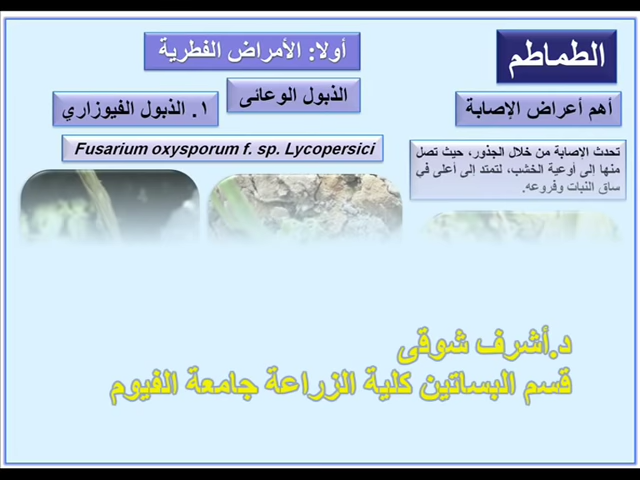 الطماطم
أولا: الأمراض الفطرية
أهم أعراض الإصابة
الذبول الوعائى
١. الذبول الفيوزاري
Fusarium oxysporum f. sp. Lycopersici
تحدث الإصابة من خلال الجذور، حيث تصل
منها إلى أوعية الخشب، لتمتد إلى أعلى في
ساق النبات وفروعه.
د.أشرف شوقى
قسم البساتين كلية الزراعة جامعة الفيوم